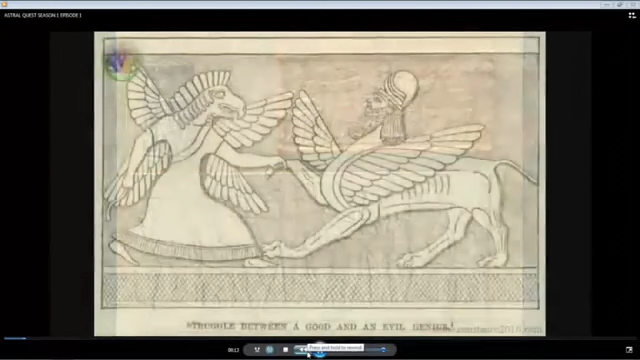 ASTRAL QUEST SEASON 1 EPISODE 1
STRUGGLE BETWEEN A GOOD AND AN EVIL GENIUS.
00:12
Press and hold to rewind